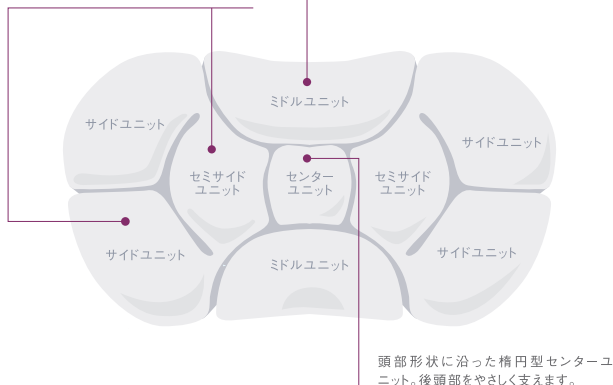 ミドルユニット
サイドユニット
サイドユニット
セミサイド
ユニット
センター
ユニット
セミサイド
ユニット
サイドユニット
ミドルユニット
サイドユニット
頭部形状に沿った楕円型センターユ
ニット。後頭部をやさしく支えます。